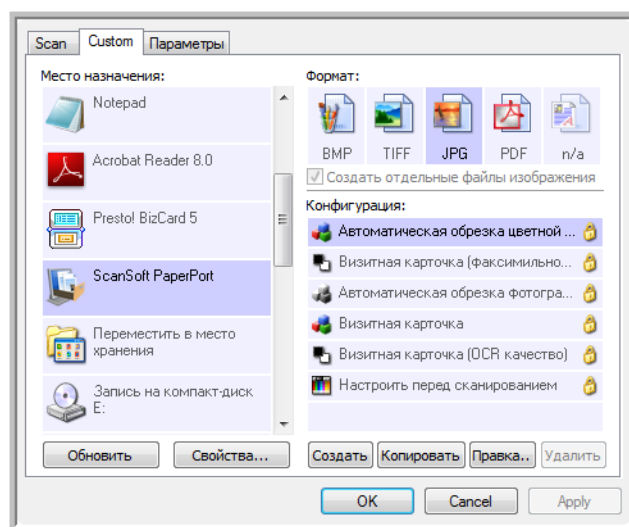 Scan Custom Параметры
Место назначения:
Notepad
Acrobat Reader 8.0
Presto! BizCard 5
ScanSoft PaperPort
Переместить в место
хранения
Запись на компакт-диск
E:
Обновить Свойства...
Формат:
BMP TIFF JPG PDF n/a
Создать отдельные файлы изображения
Конфигурация:
Автоматическая обрезка цветной ...
Визитная карточка (факсимильно...
Автоматическая обрезка фотогра...
Визитная карточка
Визитная карточка (OCR качество)
Настроить перед сканированием
Создать Копировать Правка.. Удалить
OK Cancel Apply